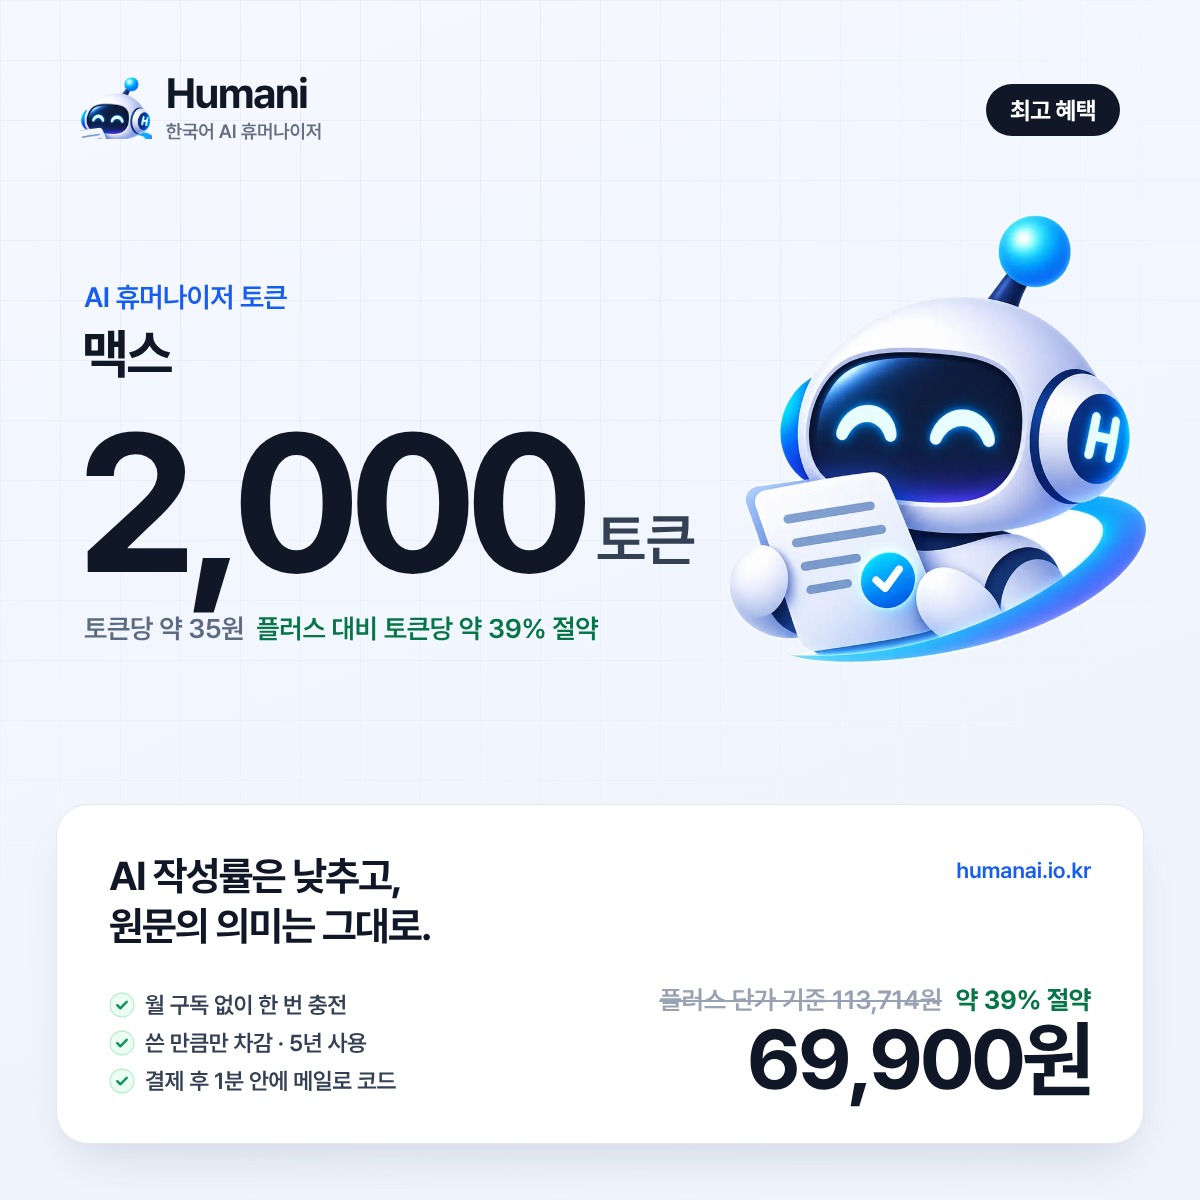 Humani
한국어 AI 휴머나이저
최고 혜택
AI 휴머나이저 토큰
맥스
2,000 토큰
토큰당 약 35원 플러스 대비 토큰당 약 39% 절약
H
AI 작성률은 낮추고,
원문의 의미는 그대로.
humanai.io.kr
월 구독 없이 한 번 충전
쓴 만큼만 차감 · 5년 사용
결제 후 1분 안에 메일로 코드
플러스 단가 기준 113,714원 약 39% 절약
69,900원